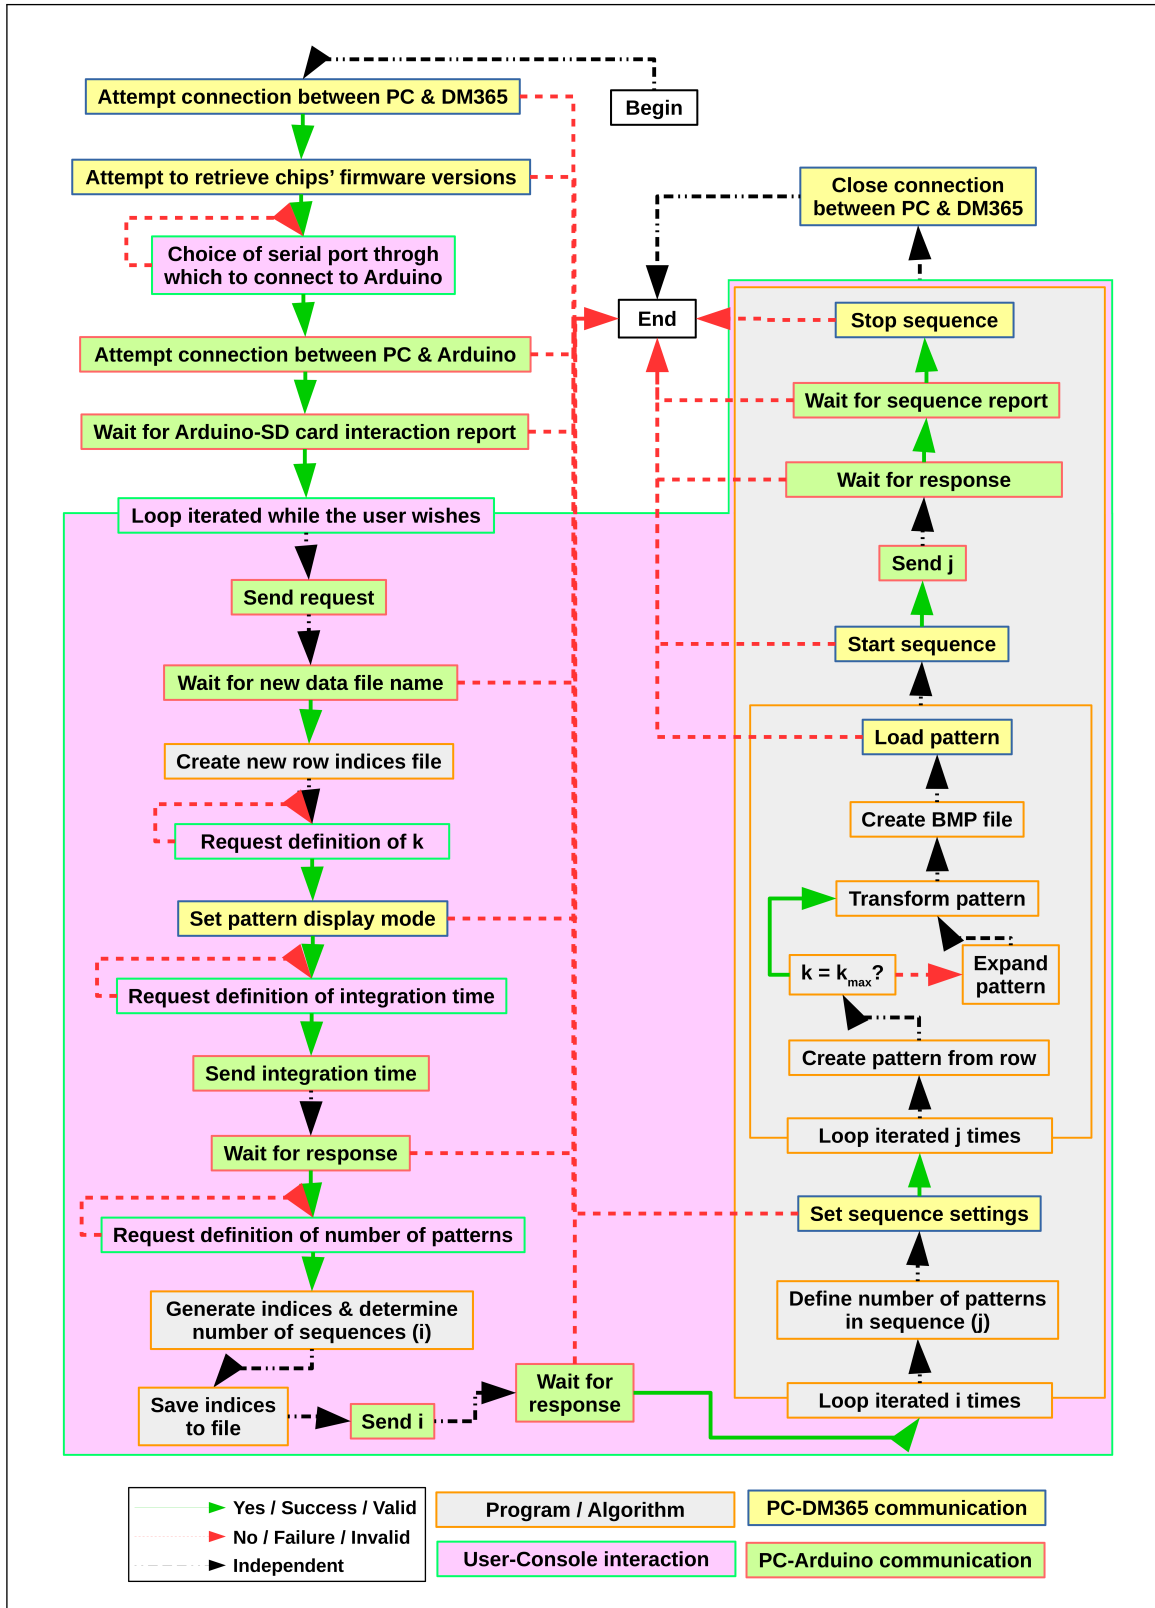 Begin
Attempt connection between PC & DM365
Attempt to retrieve chips’ firmware versions
Choice of serial port throgh
which to connect to Arduino
Attempt connection between PC & Arduino
Wait for Arduino-SD card interaction report
Loop iterated while the user wishes
Send request
Wait for new data file name
Create new row indices file
Request definition of k
Set pattern display mode
Request definition of integration time
Send integration time
Wait for response
Request definition of number of patterns
Generate indices & determine
number of sequences (i)
Save indices
to file
Send i
Wait for
response
Loop iterated i times
Define number of patterns
in sequence (j)
Set sequence settings
Loop iterated j times
Create pattern from row
k = kmax?
Expand
pattern
Transform pattern
Create BMP file
Load pattern
Start sequence
Send j
Wait for response
Wait for sequence report
Stop sequence
Close connection
between PC & DM365
End
Yes / Success / Valid
No / Failure / Invalid
Independent
Program / Algorithm
PC-DM365 communication
User-Console interaction
PC-Arduino communication